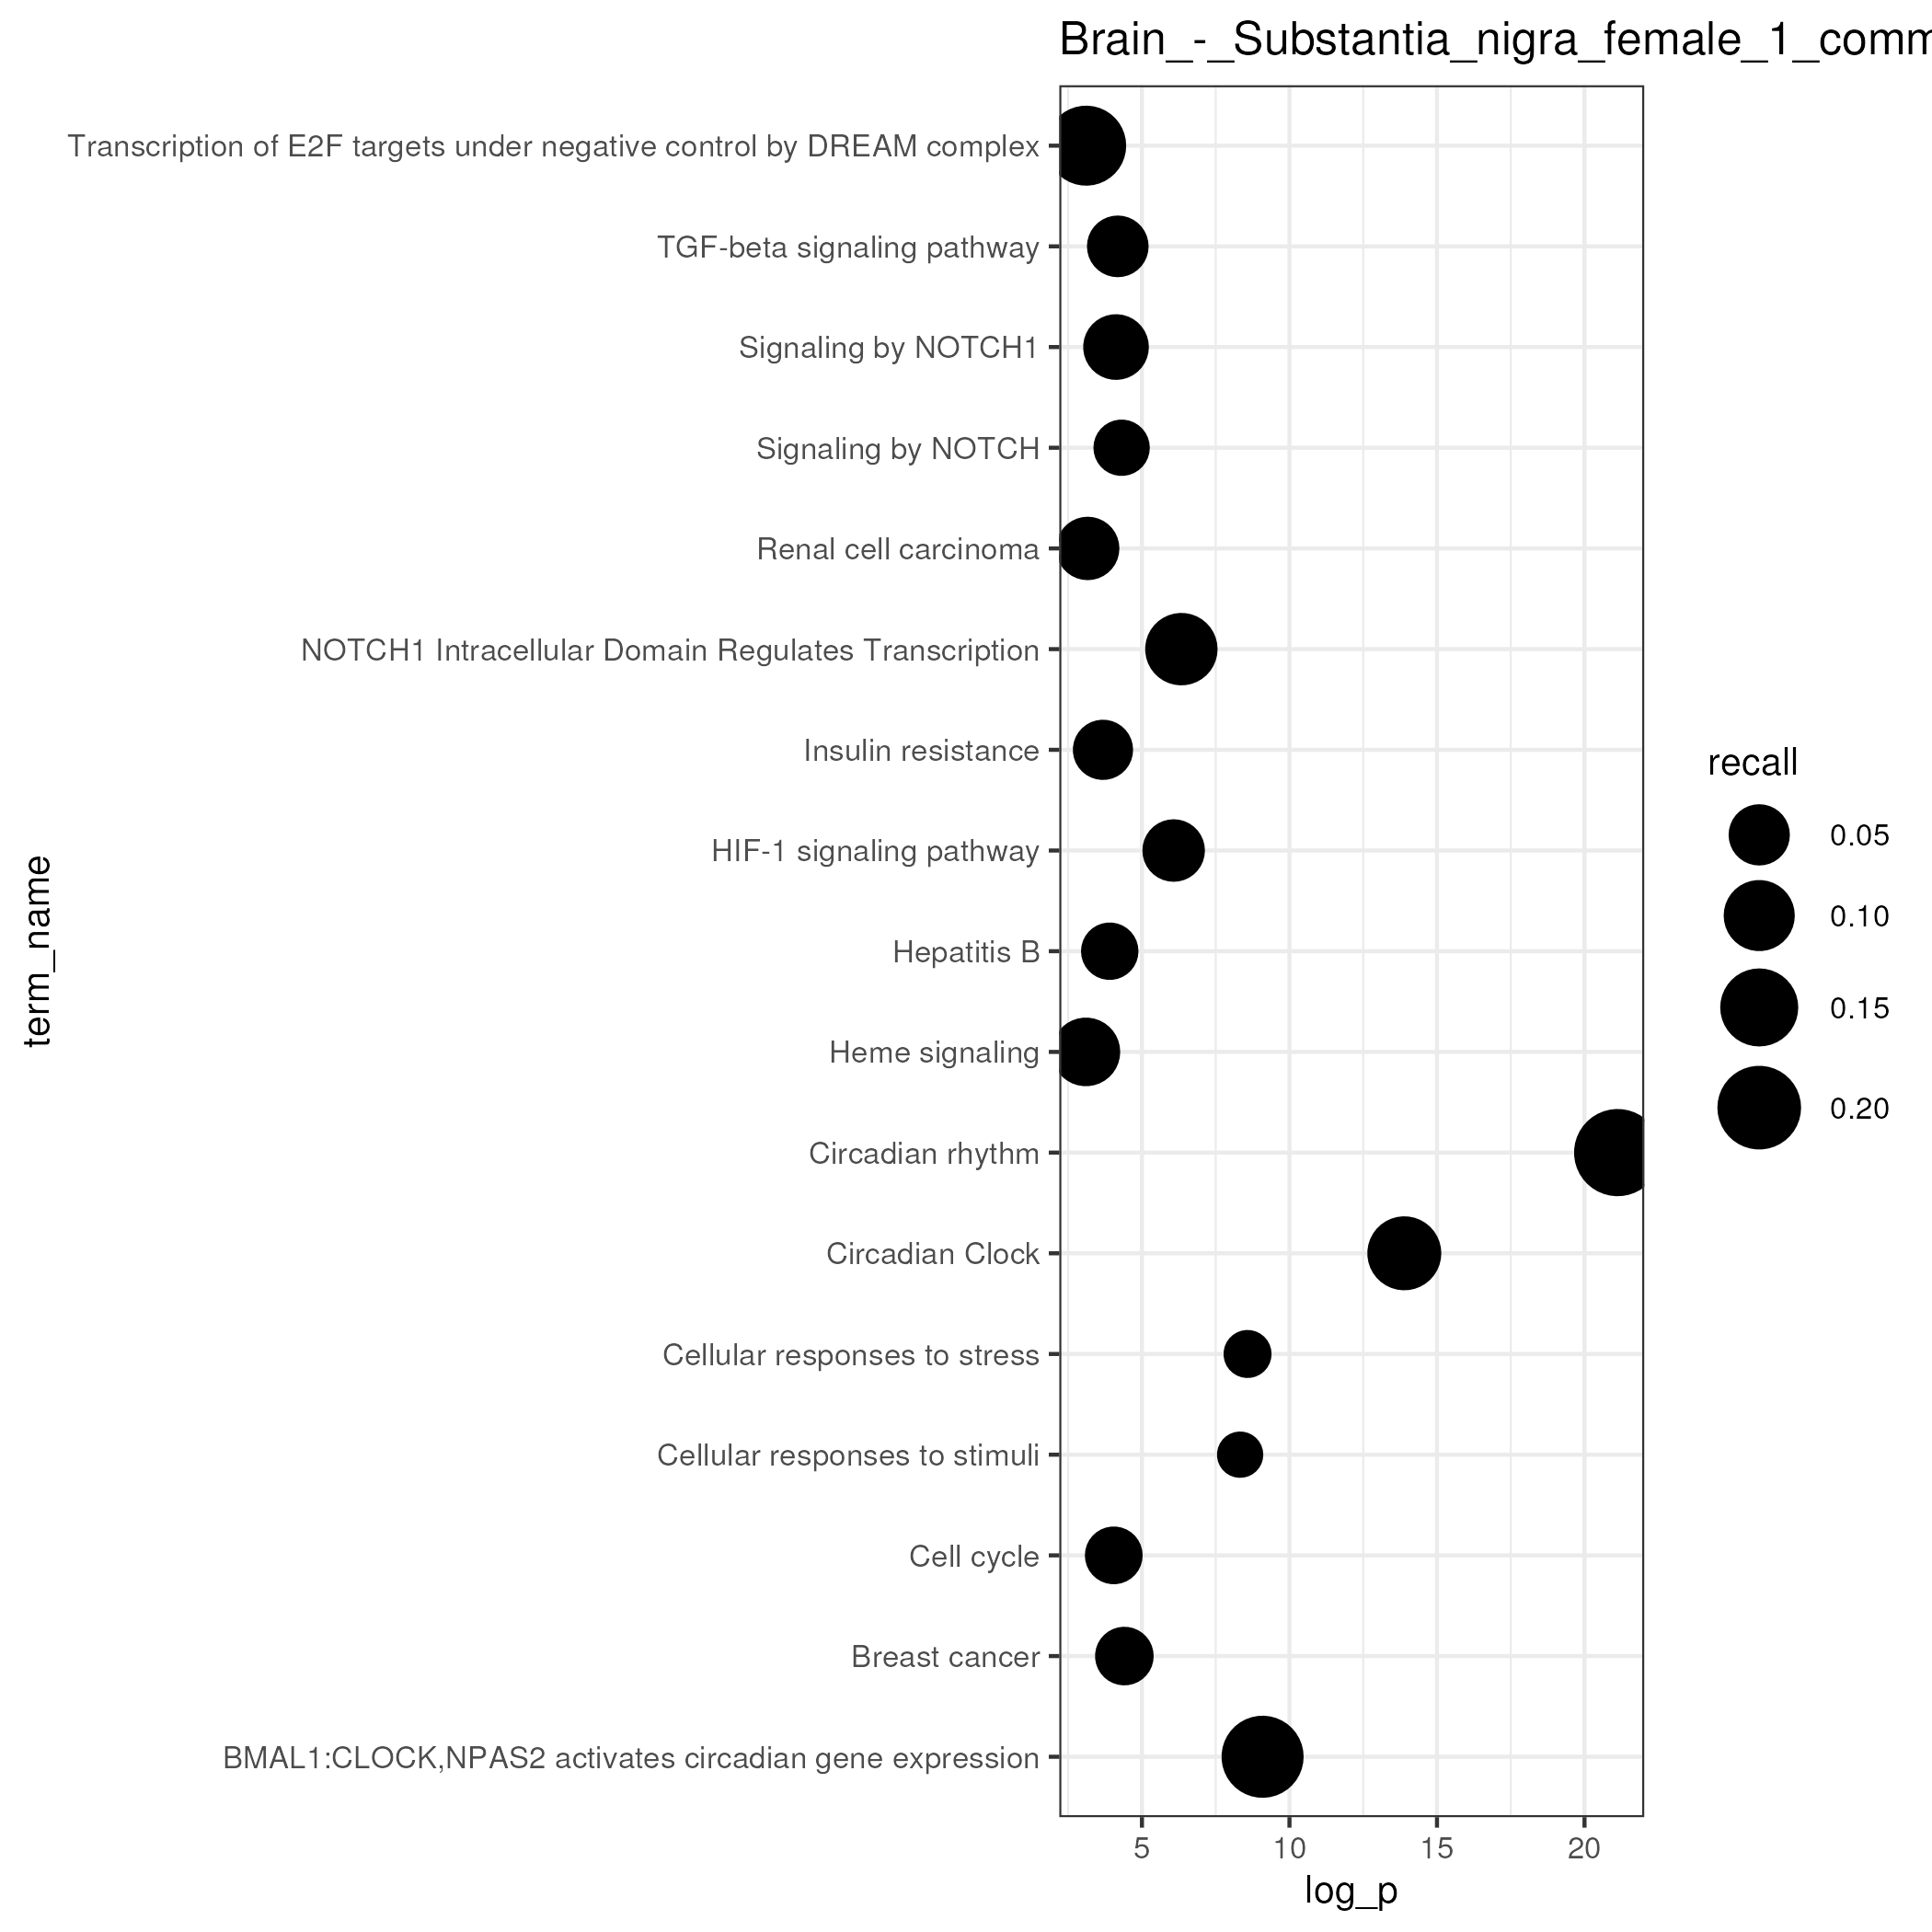 Brain_-_Substantia_nigra_female_1_comm
Transcription of E2F targets under negative control by DREAM complex
TGF-beta signaling pathway
Signaling by NOTCH1
Signaling by NOTCH
Renal cell carcinoma
NOTCH1 Intracellular Domain Regulates Transcription
Insulin resistance
HIF-1 signaling pathway
Hepatitis B
Heme signaling
Circadian rhythm
Circadian Clock
Cellular responses to stress
Cellular responses to stimuli
Cell cycle
Breast cancer
BMAL1:CLOCK,NPAS2 activates circadian gene expression
term_name
5 10 15 20
log_p
recall
0.05
0.10
0.15
0.20